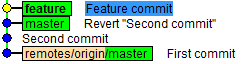 feature Feature commit
master Revert "Second commit"
Second commit
remotes/origin/master First commit